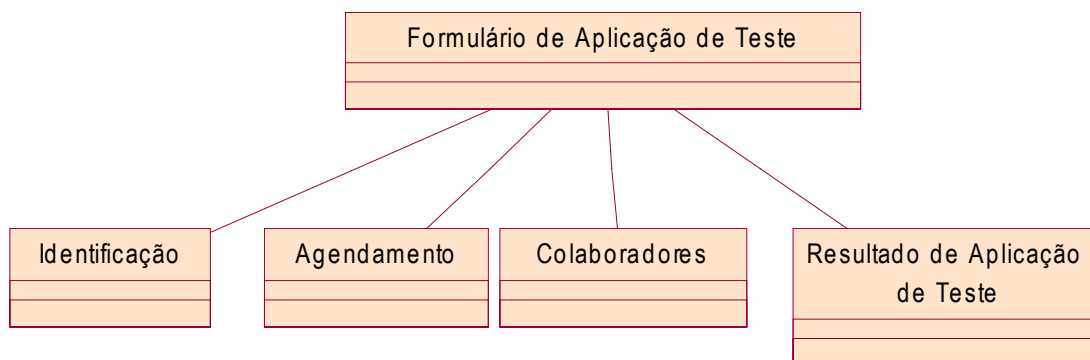 Formulário de Aplicação de Teste
Identificação
Agendamento
Colaboradores
Resultado de Aplicação
de Teste